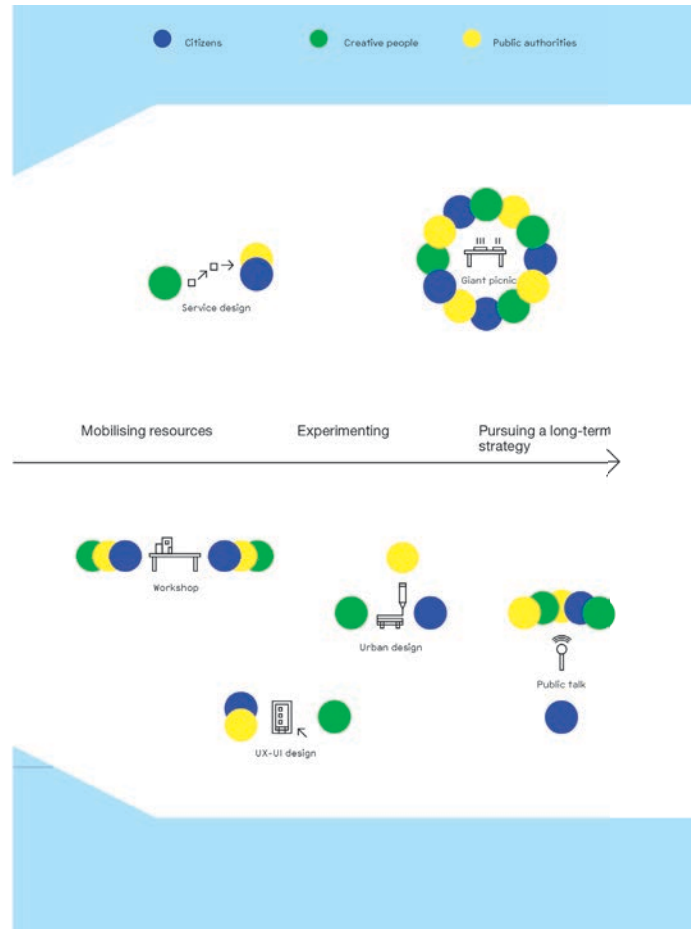 Citizens
Creative people
Public authorities
Giant picnic
Service design
Mobilising resources
Experimenting
Pursuing a long-term
strategy
Workshop
Urban design
Public talk
UX-UI design